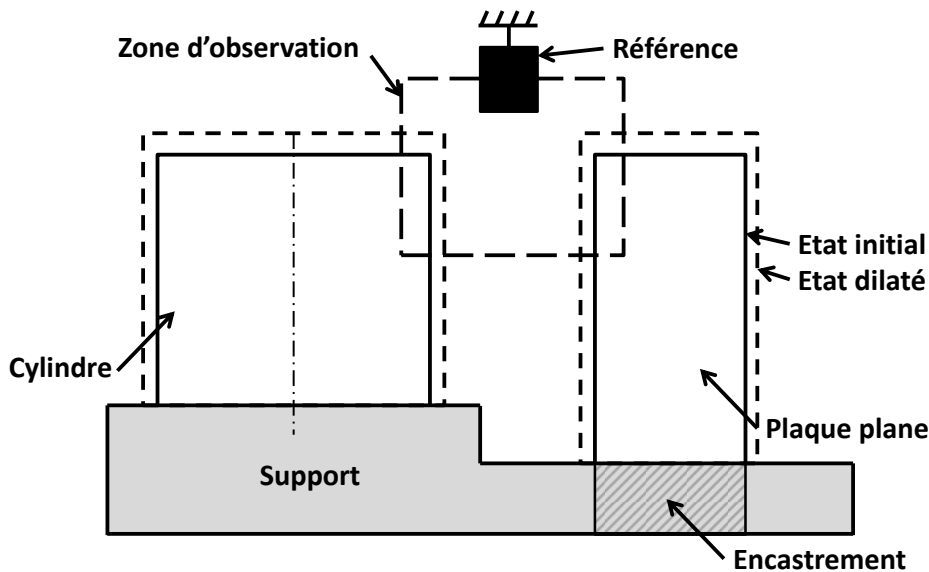 Zone d'observation
Référence
Etat initial
Etat dilaté
Cylindre
Plaque plane
Support
Encastrement